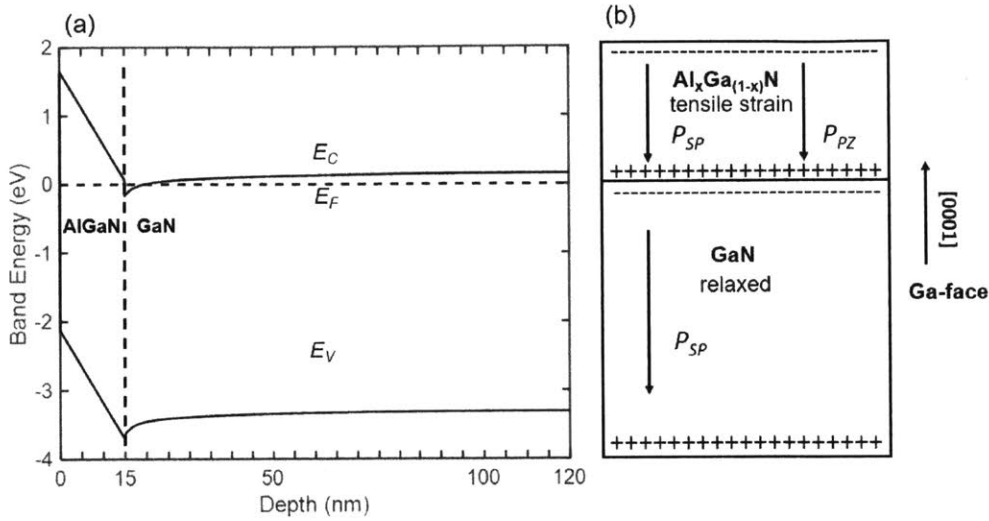 (a)
2
1
0
-1
-2
-3
-4
Band Energy (eV)
E_C
E_F
AlGaN GaN
E_V
0 15 50 100 120
Depth (nm)
(b)
Al_xGa_(1-x)N
tensile strain
P_SP P_PZ
+++++++++++++++++++
GaN
relaxed
P_SP
+++++++++++++++++++
[0001]
Ga-face